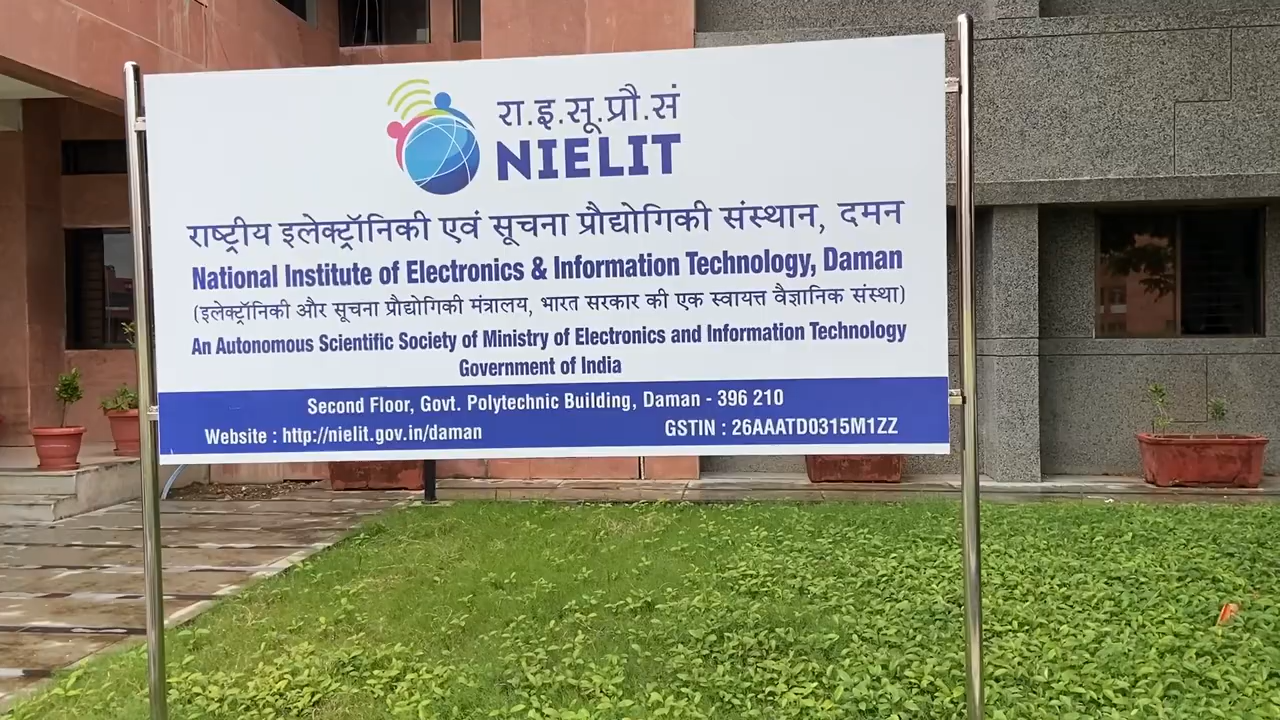 रा.इ.सू.प्रौ.सं
NIELIT
राष्ट्रीय इलेक्ट्रॉनिकी एवं सूचना प्रौद्योगिकी संस्थान, दमन
National Institute of Electronics & Information Technology, Daman
(इलेक्ट्रॉनिकी और सूचना प्रौद्योगिकी मंत्रालय, भारत सरकार की एक स्वायत्त वैज्ञानिक संस्था)
An Autonomous Scientific Society of Ministry of Electronics and Information Technology
Government of India
Second Floor, Govt. Polytechnic Building, Daman - 396 210
Website : http://nielit.gov.in/daman GSTIN : 26AAATD0315M1ZZ